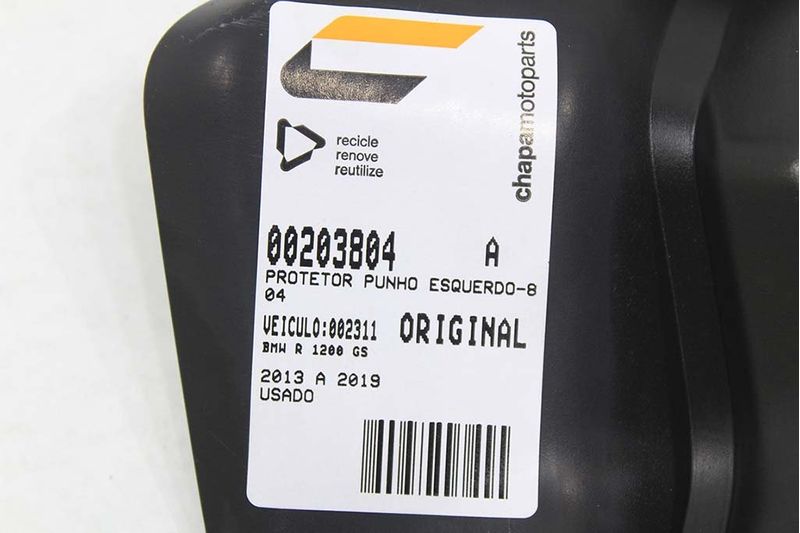 chapamotoparts
recicle
renove
reutilize
00203804 A
PROTETOR PUNHO ESQUERDO-8
04
VEICULO:002311 ORIGINAL
BMW R 1200 GS
2013 A 2019
USADO